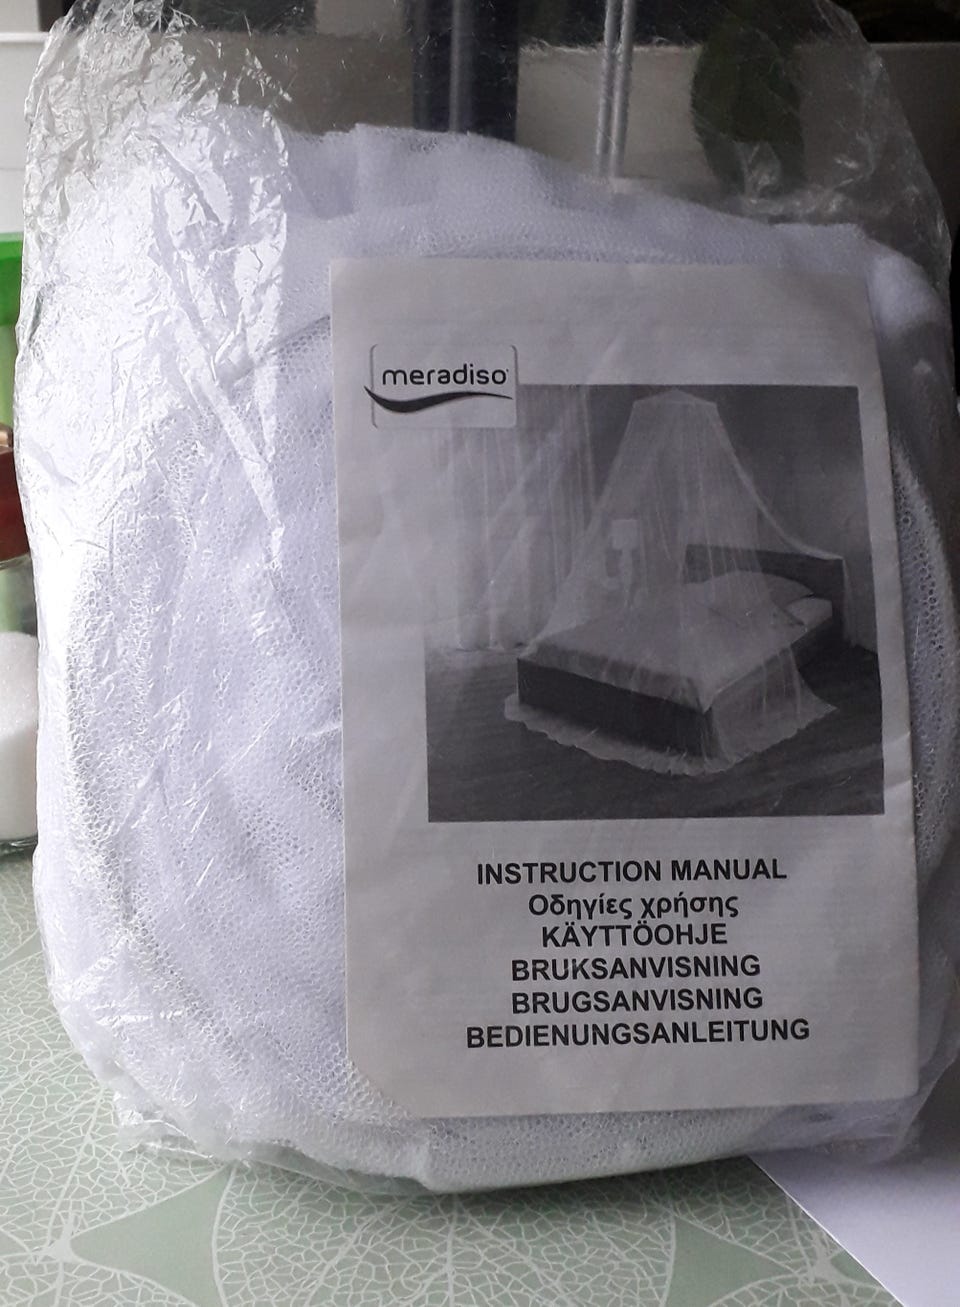 meradiso
INSTRUCTION MANUAL
Οδηγίες χρήσης
KÄYTTÖOHJE
BRUKSANVISNING
BRUGSANVISNING
BEDIENUNGSANLEITUNG